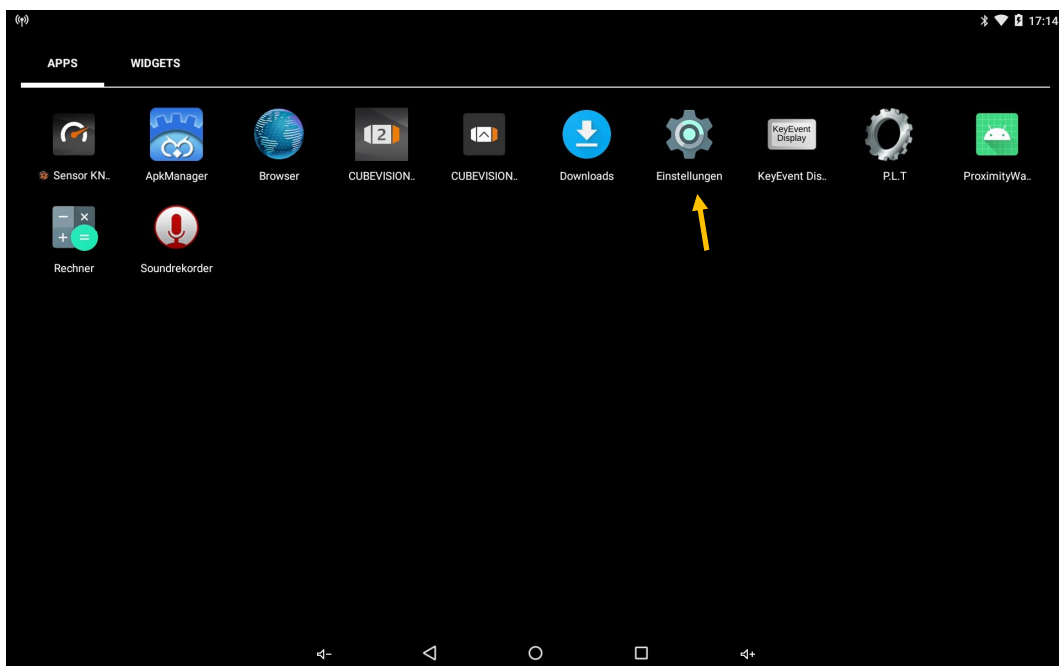 17:14
APPS WIDGETS
2 KeyEvent
Display
Sensor KN.. ApkManager Browser CUBEVISION.. CUBEVISION.. Downloads Einstellungen KeyEvent Dis.. P.L.T ProximityWa..
Rechner Soundrekorder